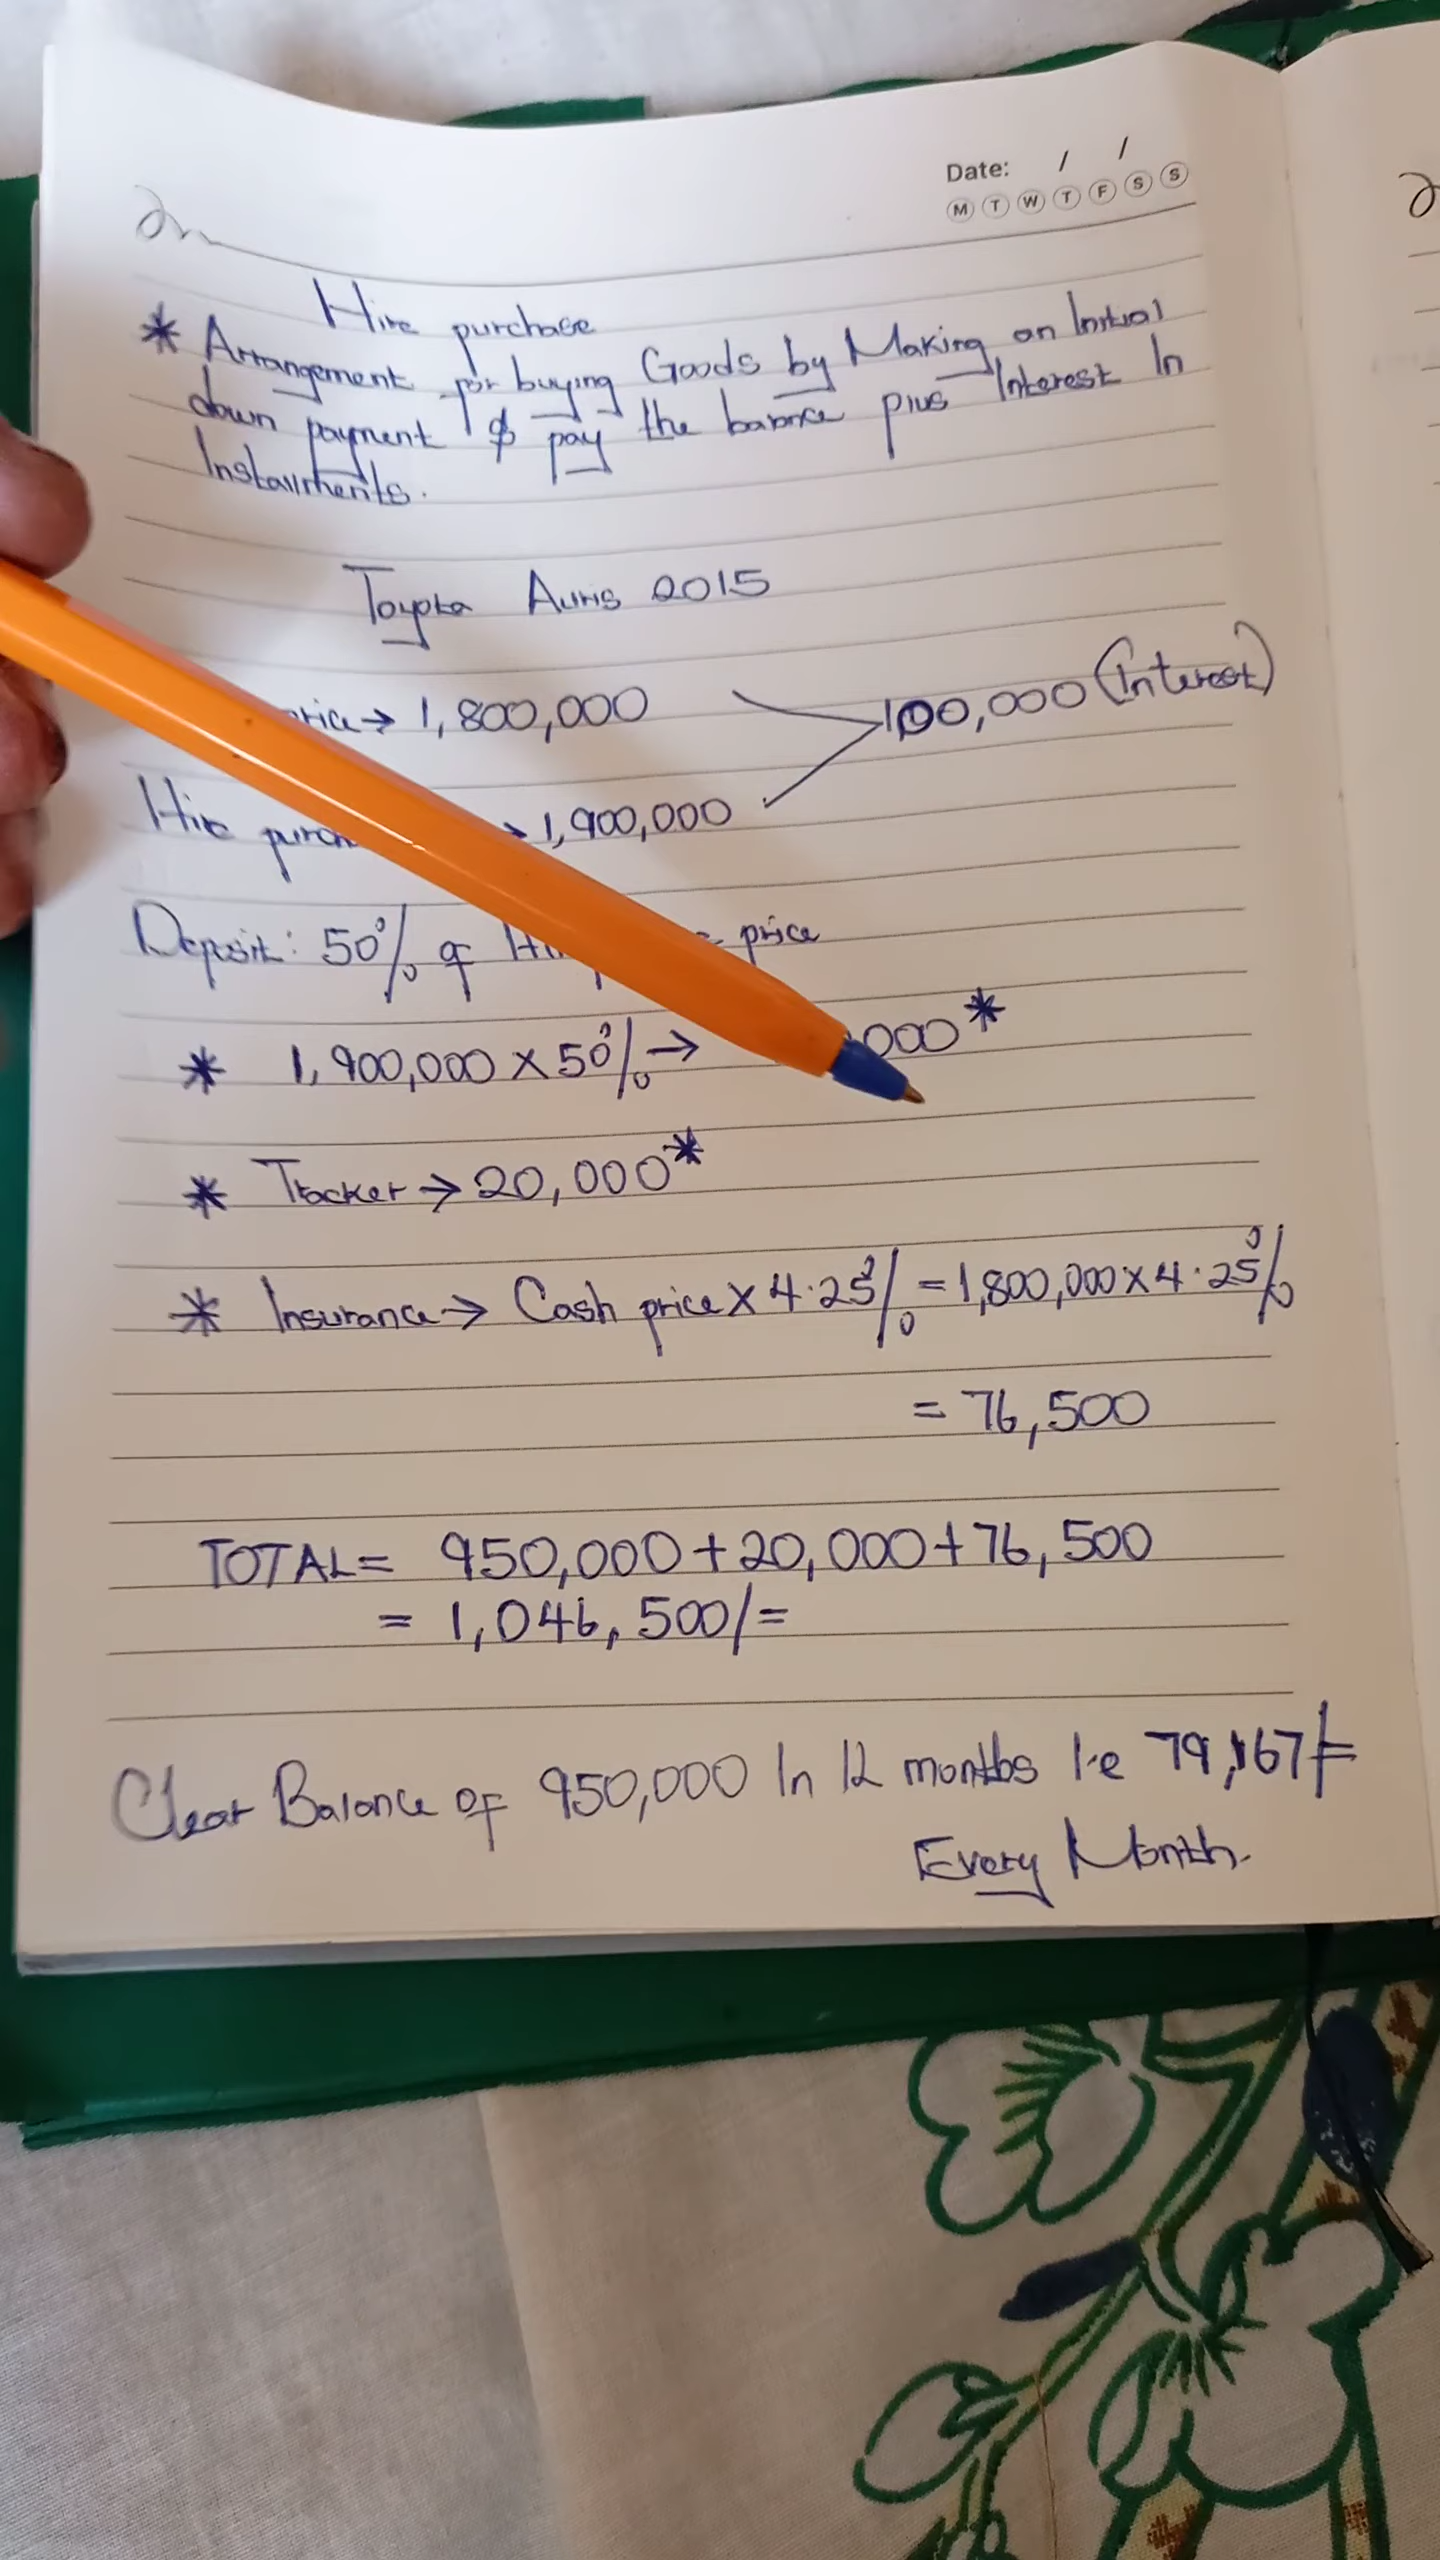 Date: / /
M T W T F S S
Hire purchase
* Arrangement for buying Goods by Making an Initial
down payment & pay the balance plus Interest In
Installments.
Toyota Auris 2015
→ 1,800,000
100,000 (Interest)
Hire → 1,900,000
Deposit: 50% of price
* 1,900,000 x 50% → 000*
* Tracker → 20,000*
* Insurance → Cash price x 4.25% = 1,800,000 x 4.25%
= 76,500
TOTAL = 950,000 + 20,000 + 76,500
= 1,046,500/=
Clear Balance of 950,000 In 12 months i.e 79,167/=
Every Month.